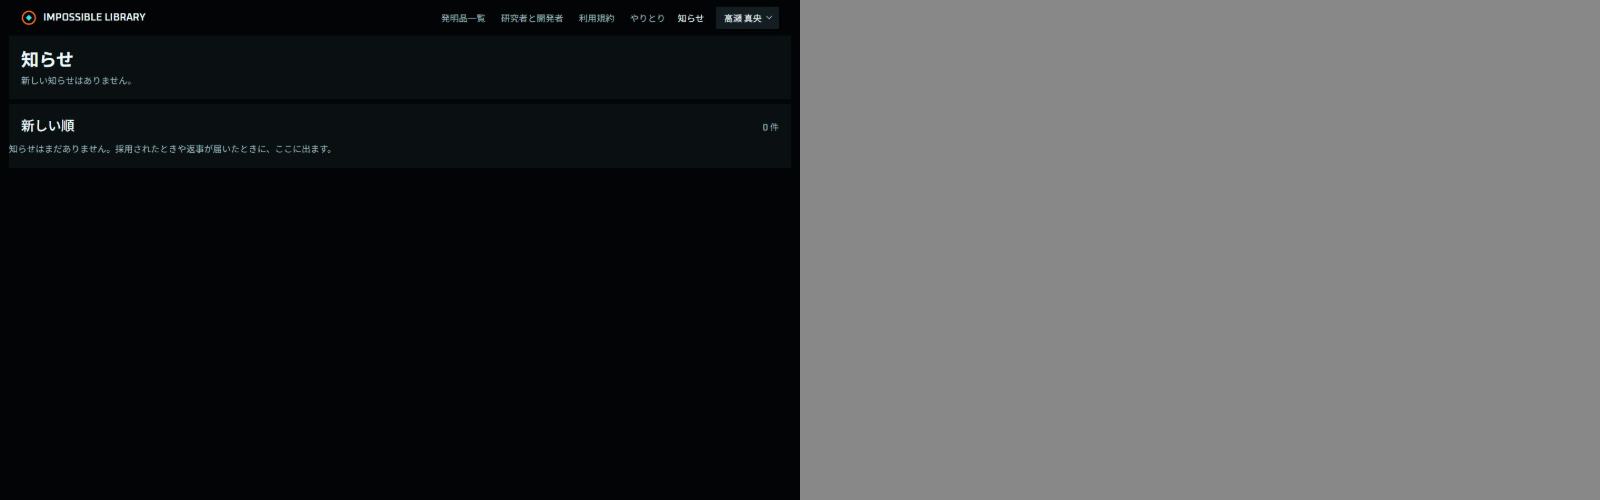 IMPOSSIBLE LIBRARY
発明品一覧 研究者と開発者 利用規約 やりとり 知らせ 高瀬 真央
知らせ
新しい知らせはありません。
新しい順
0 件
知らせはまだありません。採用されたときや返事が届いたときに、ここに出ます。